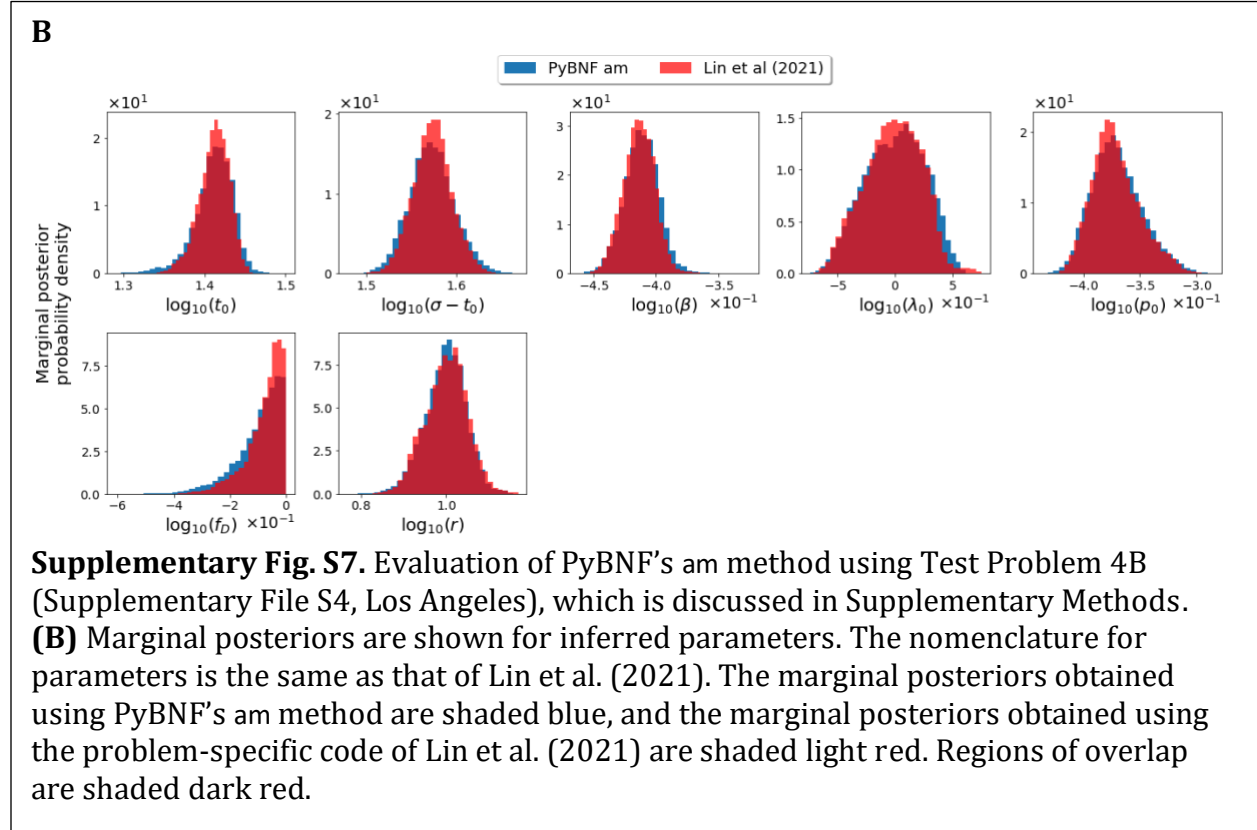 B
PyBNF am
Lin et al (2021)
Marginal posterior
probability density
×10¹
2
1
0
1.3
1.4
1.5
log₁₀(t₀)
×10¹
2
1
0
1.5
1.6
log₁₀(σ − t₀)
×10¹
3
2
1
0
−4.5
−4.0
−3.5
log₁₀(β) ×10⁻¹
1.5
1.0
0.5
0.0
−5
0
5
log₁₀(λ₀) ×10⁻¹
×10¹
2
1
0
−4.0
−3.5
−3.0
log₁₀(p₀) ×10⁻¹
7.5
5.0
2.5
0.0
−6
−4
−2
0
log₁₀(f_D) ×10⁻¹
7.5
5.0
2.5
0.0
0.8
1.0
log₁₀(r)
Supplementary Fig. S7. Evaluation of PyBNF’s am method using Test Problem 4B
(Supplementary File S4, Los Angeles), which is discussed in Supplementary Methods.
(B) Marginal posteriors are shown for inferred parameters. The nomenclature for
parameters is the same as that of Lin et al. (2021). The marginal posteriors obtained
using PyBNF’s am method are shaded blue, and the marginal posteriors obtained using
the problem-specific code of Lin et al. (2021) are shaded light red. Regions of overlap
are shaded dark red.